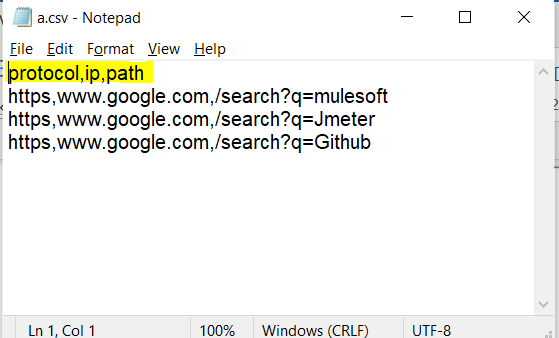 a.csv - Notepad
File Edit Format View Help
protocol,ip,path
https,www.google.com,/search?q=mulesoft
https,www.google.com,/search?q=Jmeter
https,www.google.com,/search?q=Github
Ln 1, Col 1 100% Windows (CRLF) UTF-8